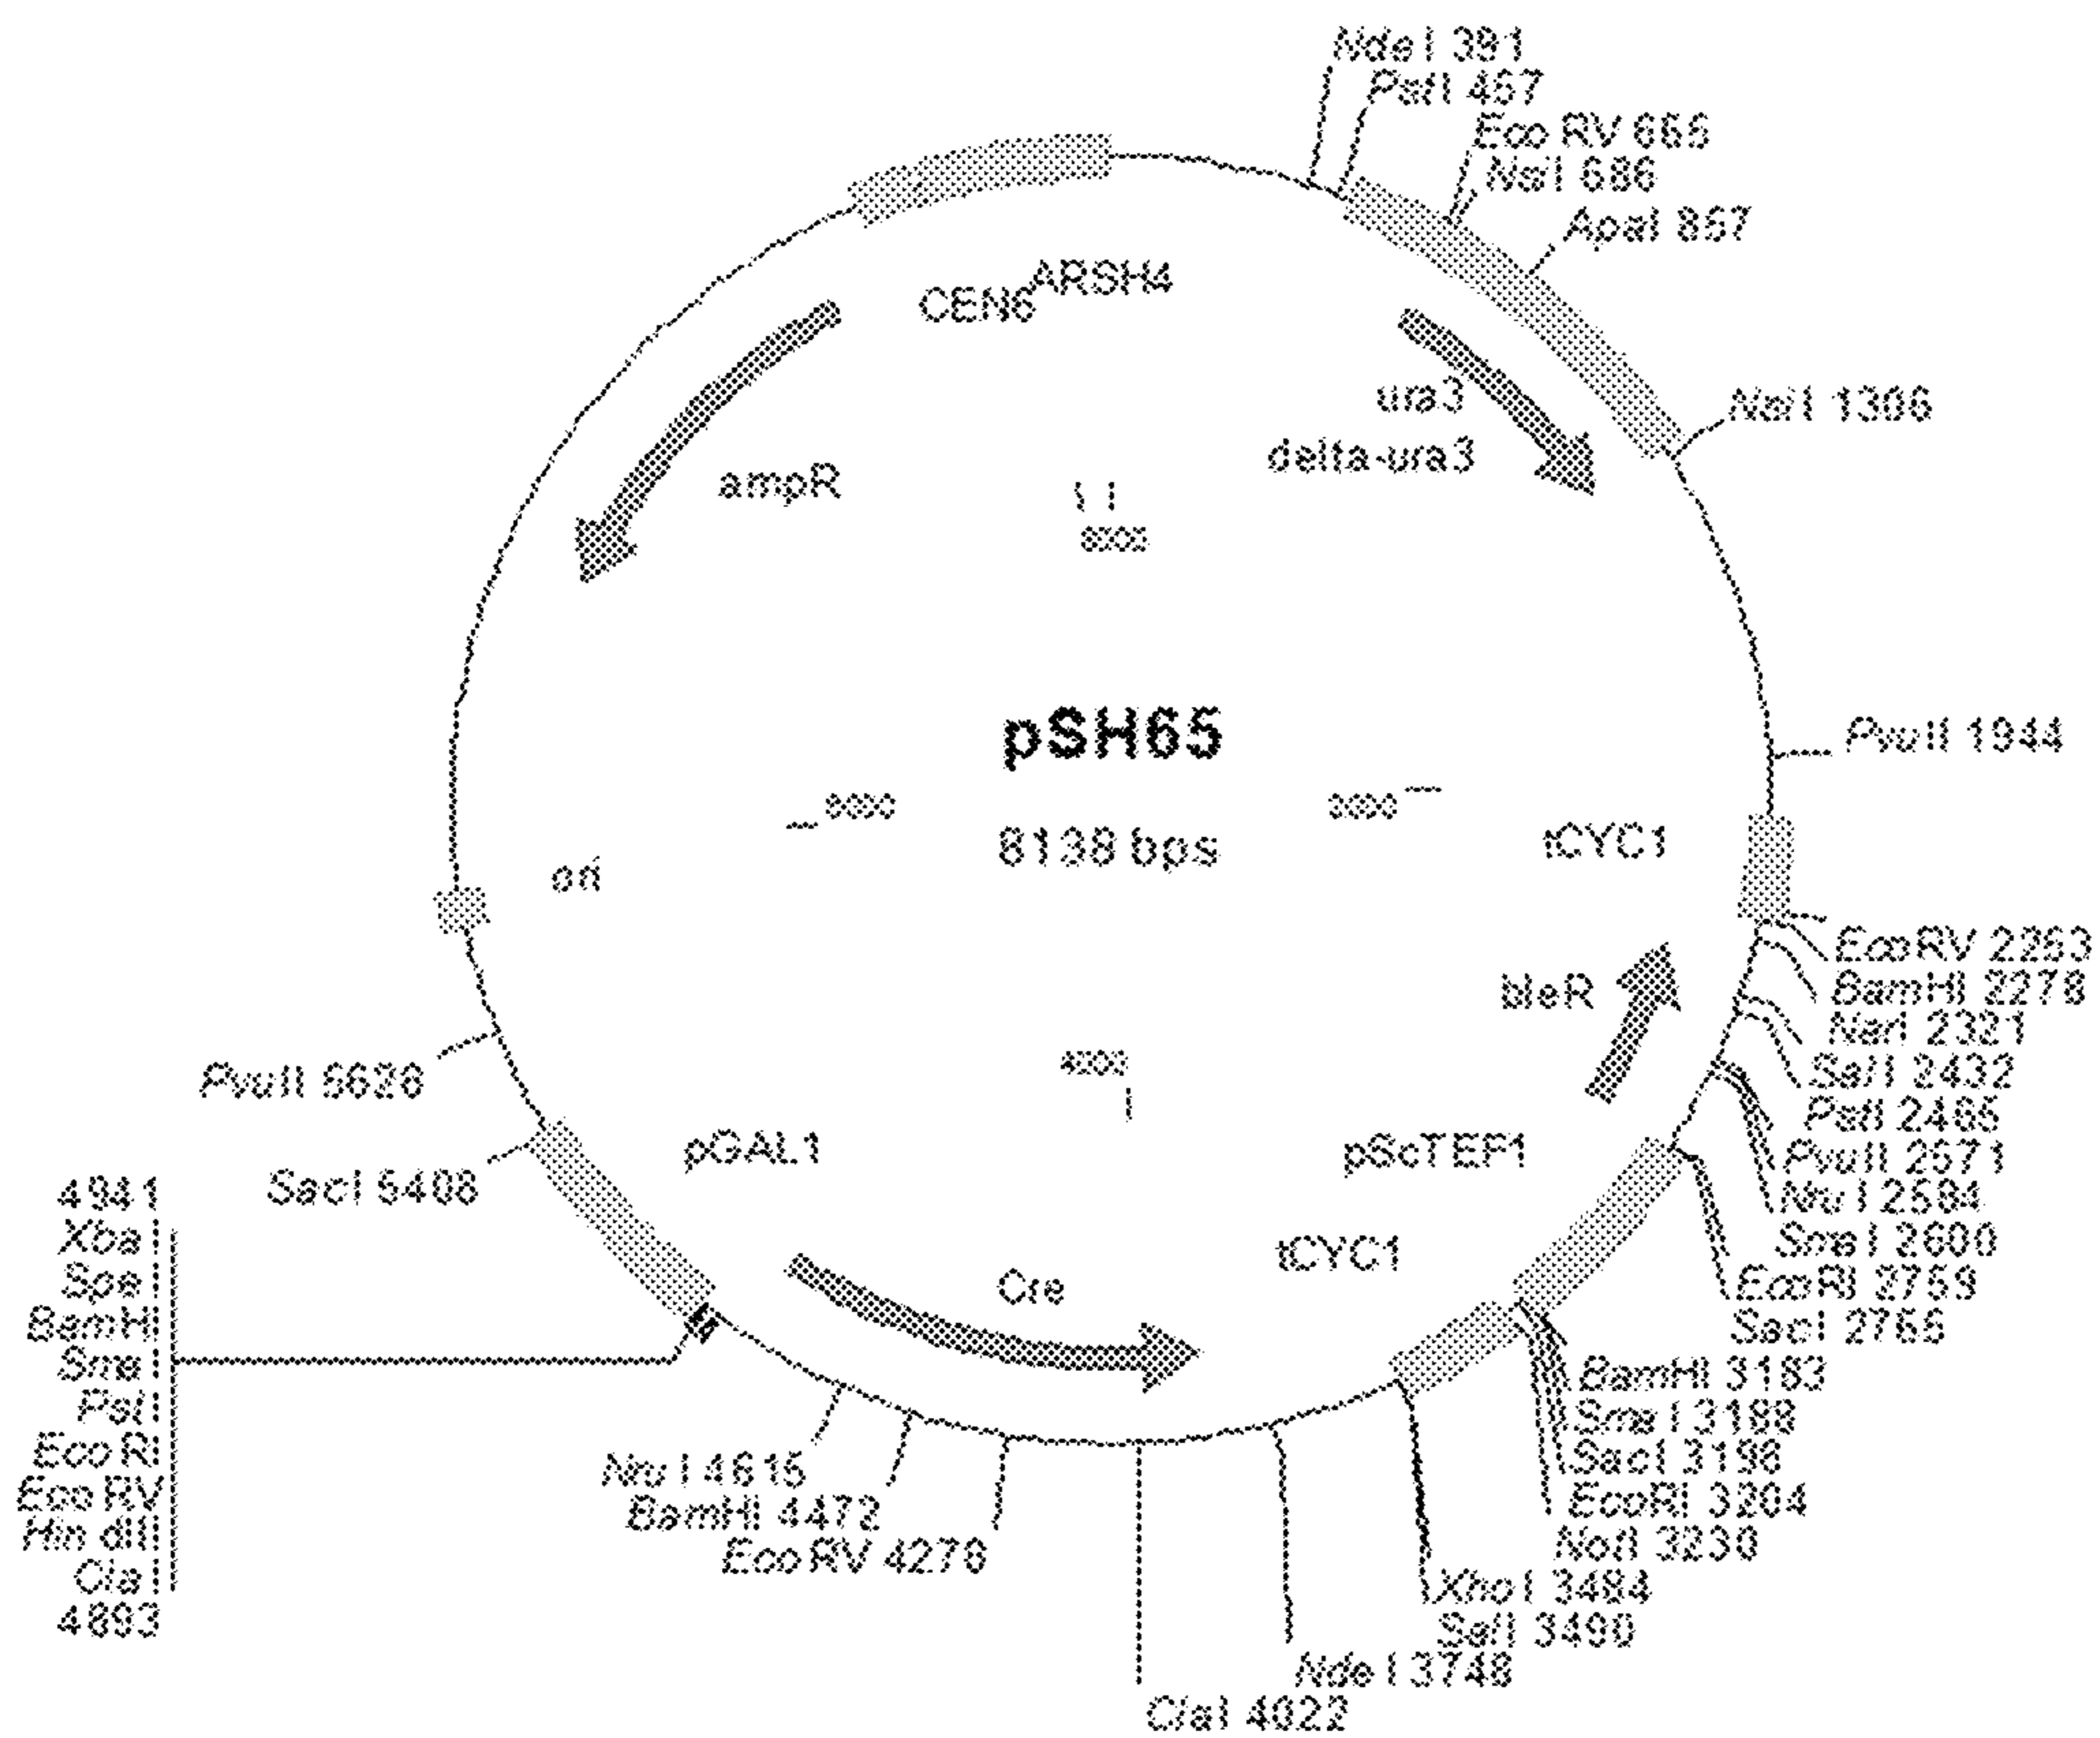 NdeI 391
PstI 457
EcoRV 655
NsiI 686
ApaI 857
CEN6
ARSH4
ura3
delta-ura3
NsiI 1306
ampR
pSH65
8138 bps
PvuII 1944
tCYC1
ori
EcoRV 2263
BamHI 2278
NarI 2321
SalI 2432
PstI 2465
PvuII 2571
NruI 2584
SmaI 2600
EcoRI 2759
SacI 2765
bleR
pScTEF1
tCYC1
BamHI 3183
SmaI 3188
SacI 3198
EcoRI 3204
NotI 3230
XhoI 3484
SalI 3490
NdeI 3748
ClaI 4022
4000
Cre
EcoRV 4270
BamHI 4472
NruI 4615
pGAL1
PvuII 5626
SacI 5408
4941
XbaI
SpeI
BamHI
SmaI
PstI
EcoRI
EcoRV
HindIII
ClaI
4893